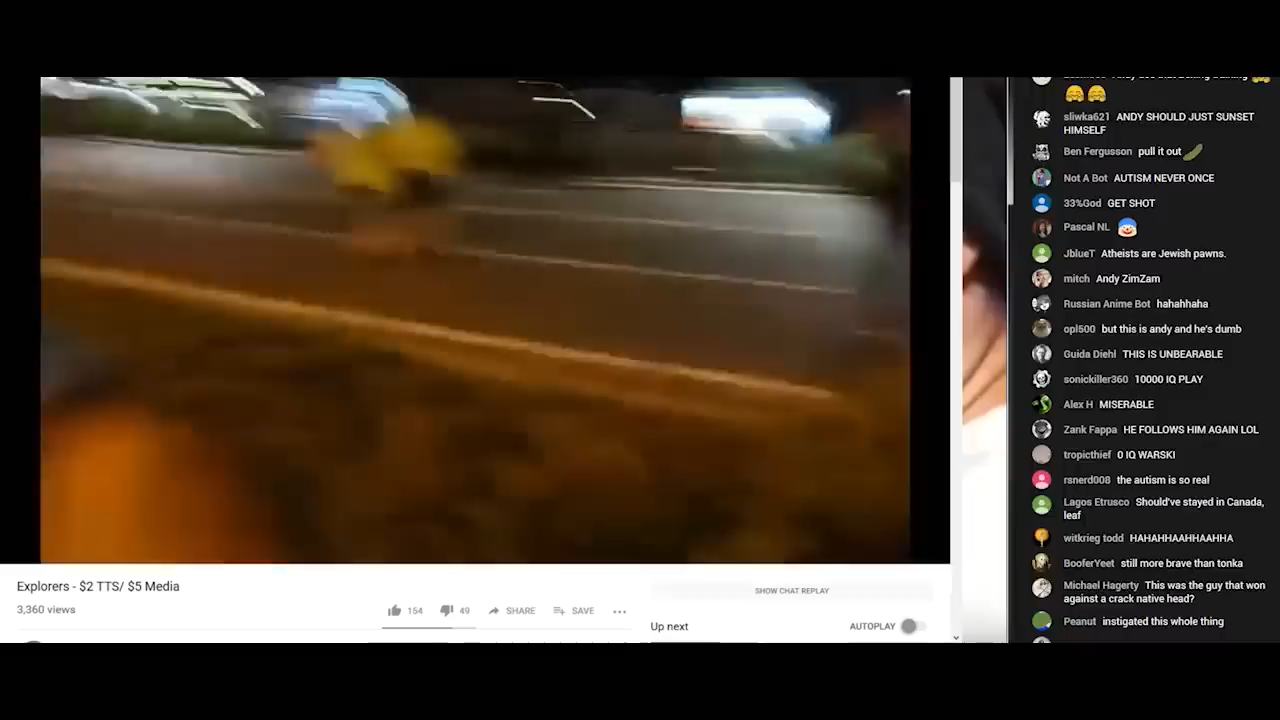 sliwka621 ANDY SHOULD JUST SUNSET
HIMSELF
Ben Fergusson pull it out
Not A Bot AUTISM NEVER ONCE
33%God GET SHOT
Pascal NL
JblueT Atheists are Jewish pawns.
mitch Andy ZimZam
Russian Anime Bot hahahhaha
opl500 but this is andy and he's dumb
Guida Diehl THIS IS UNBEARABLE
sonickiller360 10000 IQ PLAY
Alex H MISERABLE
Zank Fappa HE FOLLOWS HIM AGAIN LOL
tropicthief 0 IQ WARSKI
rsnerd008 the autism is so real
Lagos Etrusco Should've stayed in Canada,
leaf
witkrieg todd HAHAHHAAHHAAHHA
BooferYeet still more brave than tonka
Michael Hagerty This was the guy that won
against a crack native head?
Peanut instigated this whole thing
Explorers - $2 TTS/ $5 Media
3,360 views
154 49 SHARE SAVE
SHOW CHAT REPLAY
Up next AUTOPLAY